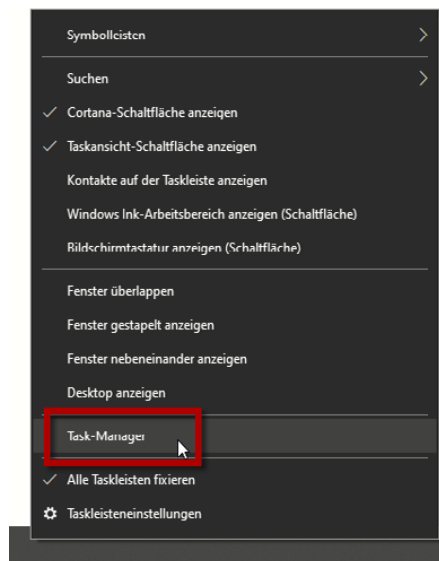 Symbolleisten
Suchen
Cortana-Schaltfläche anzeigen
Taskansicht-Schaltfläche anzeigen
Kontakte auf der Taskleiste anzeigen
Windows Ink-Arbeitsbereich anzeigen (Schaltfläche)
Bildschirmtastatur anzeigen (Schaltfläche)
Fenster überlappen
Fenster gestapelt anzeigen
Fenster nebeneinander anzeigen
Desktop anzeigen
Task-Manager
Alle Taskleisten fixieren
Taskleisteneinstellungen